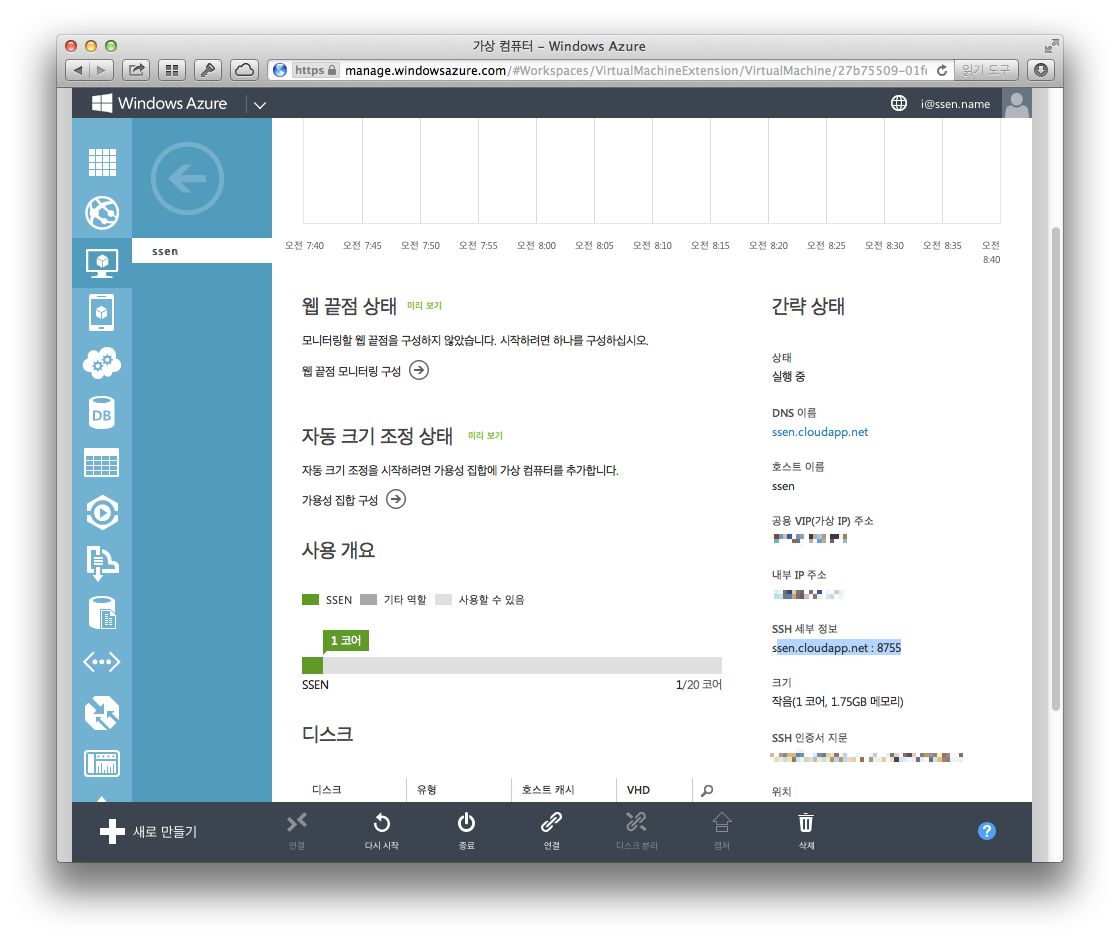 가상 컴퓨터 – Windows Azure
https manage.windowsazure.com/#Workspaces/VirtualMachineExtension/VirtualMachine/27b75509-01f 읽기 도구
Windows Azure
i@ssen.name
ssen
오전 7:40 오전 7:45 오전 7:50 오전 7:55 오전 8:00 오전 8:05 오전 8:10 오전 8:15 오전 8:20 오전 8:25 오전 8:30 오전 8:35 오전 8:40
웹 끝점 상태 미리 보기
모니터링할 웹 끝점을 구성하지 않았습니다. 시작하려면 하나를 구성하십시오.
웹 끝점 모니터링 구성
자동 크기 조정 상태 미리 보기
자동 크기 조정을 시작하려면 가용성 집합에 가상 컴퓨터를 추가합니다.
가용성 집합 구성
사용 개요
SSEN 기타 역할 사용할 수 있음
1 코어
SSEN 1/20 코어
디스크
디스크 유형 호스트 캐시 VHD
간략 상태
상태
실행 중
DNS 이름
ssen.cloudapp.net
호스트 이름
ssen
공용 VIP(가상 IP) 주소
내부 IP 주소
SSH 세부 정보
ssen.cloudapp.net : 8755
크기
작음(1 코어, 1.75GB 메모리)
SSH 인증서 지문
위치
DB
새로 만들기
연결 다시 시작 종료 연결 디스크 분리 캡처 삭제
?